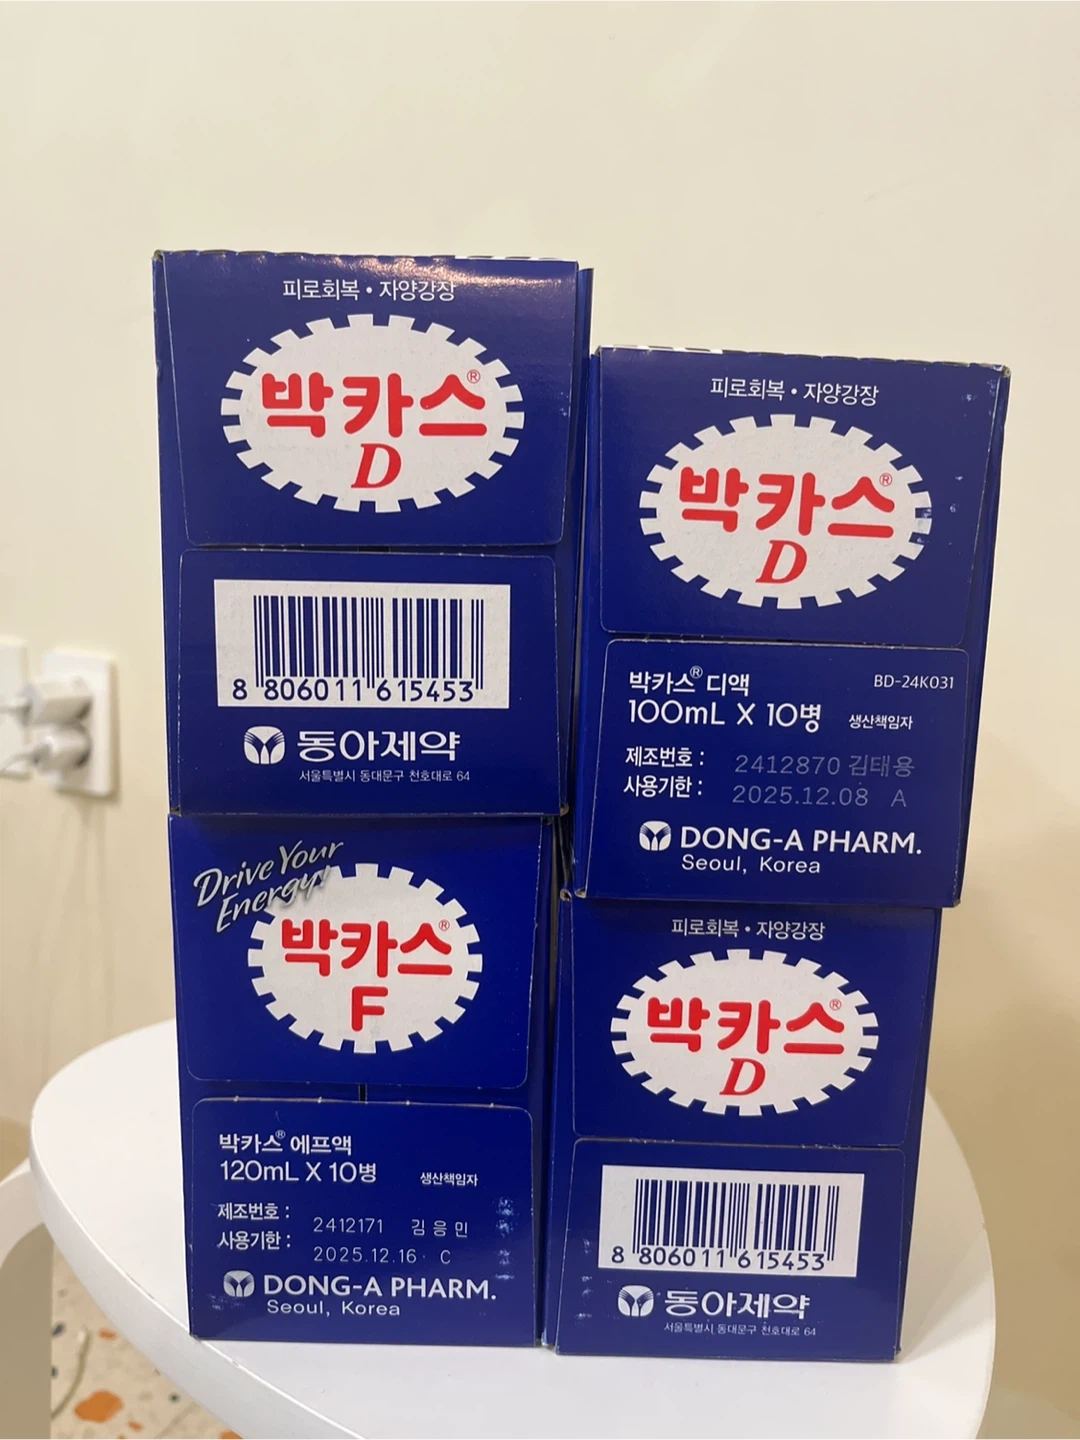 피로회복 • 자양강장
박카스®
D
8 806011 615453
동아제약
서울특별시 동대문구 천호대로 64
피로회복 • 자양강장
박카스®
D
박카스® 디액
BD-24K031
100mL X 10병
생산책임자
제조번호 : 2412870 김태용
사용기한 : 2025.12.08 A
DONG-A PHARM.
Seoul, Korea
Drive Your
Energy!
박카스®
F
박카스® 에프액
120mL X 10병
생산책임자
제조번호 : 2412171 김응민
사용기한 : 2025.12.16 C
DONG-A PHARM.
Seoul, Korea
피로회복 • 자양강장
박카스®
D
8 806011 615453
동아제약
서울특별시 동대문구 천호대로 64